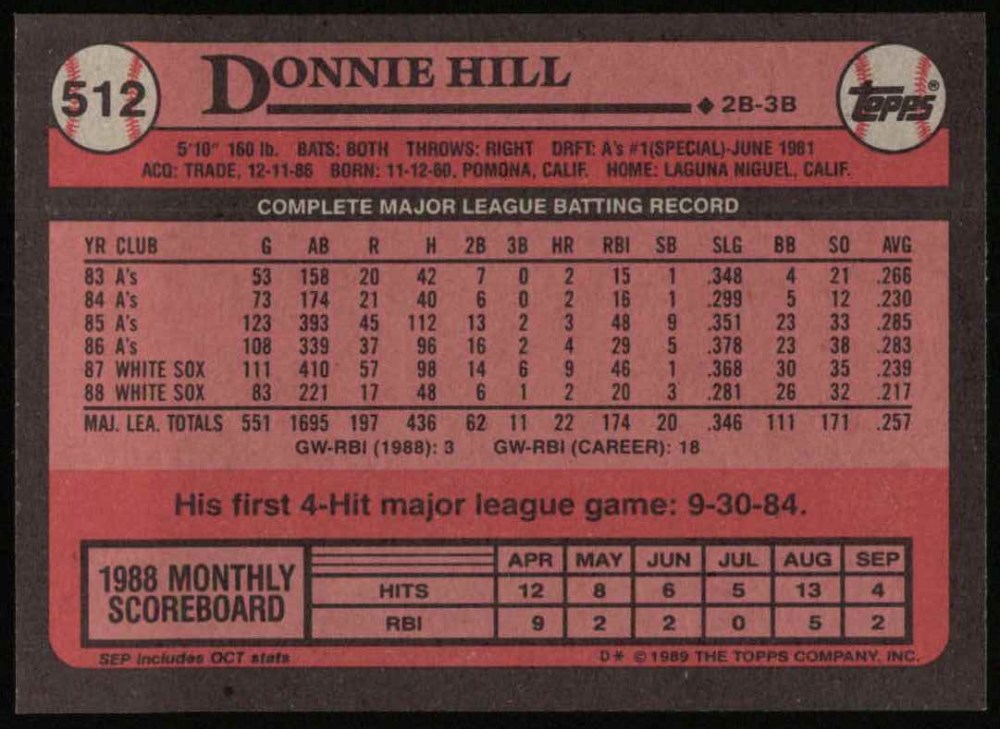 512 DONNIE HILL ◆ 2B-3B Topps®
5'10" 160 lb. BATS: BOTH THROWS: RIGHT DRFT: A's #1(SPECIAL)-JUNE 1981
ACQ: TRADE, 12-11-86 BORN: 11-12-60, POMONA, CALIF. HOME: LAGUNA NIGUEL, CALIF.
COMPLETE MAJOR LEAGUE BATTING RECORD
YR CLUB G AB R H 2B 3B HR RBI SB SLG BB SO AVG
83 A's 53 158 20 42 7 0 2 15 1 .348 4 21 .266
84 A's 73 174 21 40 6 0 2 16 1 .299 5 12 .230
85 A's 123 393 45 112 13 2 3 48 9 .351 23 33 .285
86 A's 108 339 37 96 16 2 4 29 5 .378 23 38 .283
87 WHITE SOX 111 410 57 98 14 6 9 46 1 .368 30 35 .239
88 WHITE SOX 83 221 17 48 6 1 2 20 3 .281 26 32 .217
MAJ. LEA. TOTALS 551 1695 197 436 62 11 22 174 20 .346 111 171 .257
GW-RBI (1988): 3 GW-RBI (CAREER): 18
His first 4-Hit major league game: 9-30-84.
1988 MONTHLY SCOREBOARD
APR MAY JUN JUL AUG SEP
HITS 12 8 6 5 13 4
RBI 9 2 2 0 5 2
SEP includes OCT stats D* © 1989 THE TOPPS COMPANY, INC.